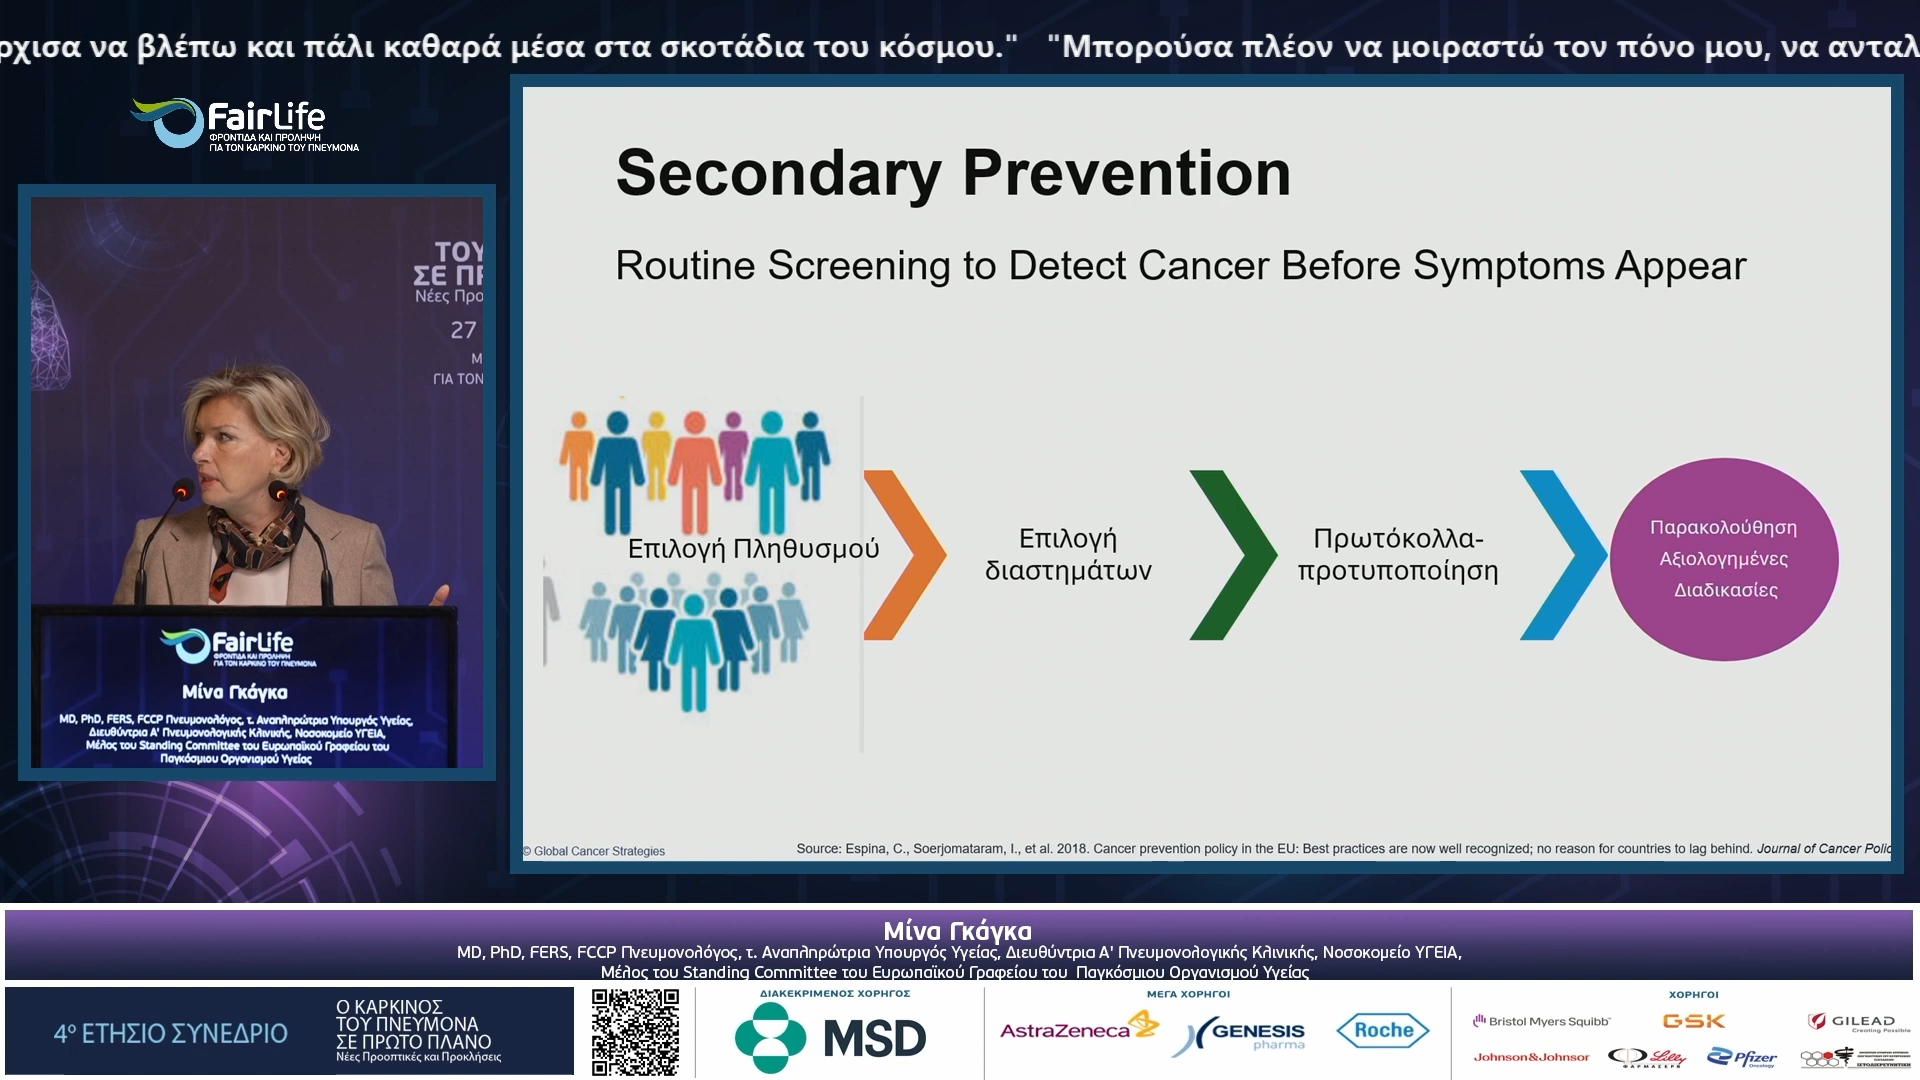 ρχισα να βλέπω και πάλι καθαρά μέσα στα σκοτάδια του κόσμου." "Μπορούσα πλέον να μοιραστώ τον πόνο μου, να ανταλ
FairLife
ΦΡΟΝΤΙΔΑ ΚΑΙ ΠΡΟΛΗΨΗ
ΓΙΑ ΤΟΝ ΚΑΡΚΙΝΟ ΤΟΥ ΠΝΕΥΜΟΝΑ
ΤΟΥ
ΣΕ ΠΡ
Νέες Προ
27
Μ
ΓΙΑ ΤΟΝ
FairLife
ΦΡΟΝΤΙΔΑ ΚΑΙ ΠΡΟΛΗΨΗ
ΓΙΑ ΤΟΝ ΚΑΡΚΙΝΟ ΤΟΥ ΠΝΕΥΜΟΝΑ
Μίνα Γκάγκα
MD, PhD, FERS, FCCP Πνευμονολόγος, τ. Αναπληρώτρια Υπουργός Υγείας,
Διευθύντρια Α' Πνευμονολογικής Κλινικής, Νοσοκομείο ΥΓΕΙΑ,
Μέλος του Standing Committee του Ευρωπαϊκού Γραφείου του
Παγκόσμιου Οργανισμού Υγείας
Secondary Prevention
Routine Screening to Detect Cancer Before Symptoms Appear
Επιλογή Πληθυσμού
Επιλογή
διαστημάτων
Πρωτόκολλα-
προτυποποίηση
Παρακολούθηση
Αξιολογημένες
Διαδικασίες
© Global Cancer Strategies
Source: Espina, C., Soerjomataram, I., et al. 2018. Cancer prevention policy in the EU: Best practices are now well recognized; no reason for countries to lag behind. Journal of Cancer Polic
Μίνα Γκάγκα
MD, PhD, FERS, FCCP Πνευμονολόγος, τ. Αναπληρώτρια Υπουργός Υγείας, Διευθύντρια Α' Πνευμονολογικής Κλινικής, Νοσοκομείο ΥΓΕΙΑ,
Μέλος του Standing Committee του Ευρωπαϊκού Γραφείου του Παγκόσμιου Οργανισμού Υγείας
4º ΕΤΗΣΙΟ ΣΥΝΕΔΡΙΟ
Ο ΚΑΡΚΙΝΟΣ
ΤΟΥ ΠΝΕΥΜΟΝΑ
ΣΕ ΠΡΩΤΟ ΠΛΑΝΟ
Νέες Προοπτικές και Προκλήσεις
ΔΙΑΚΕΚΡΙΜΕΝΟΣ ΧΟΡΗΓΟΣ
MSD
ΜΕΓΑ ΧΟΡΗΓΟΙ
AstraZeneca
GENESIS
pharma
Roche
ΧΟΡΗΓΟΙ
Bristol Myers Squibb
GSK
GILEAD
Creating Possible
Johnson&Johnson
Lilly
ΦΑΡΜΑΣΕΡΒ
Pfizer
Oncology